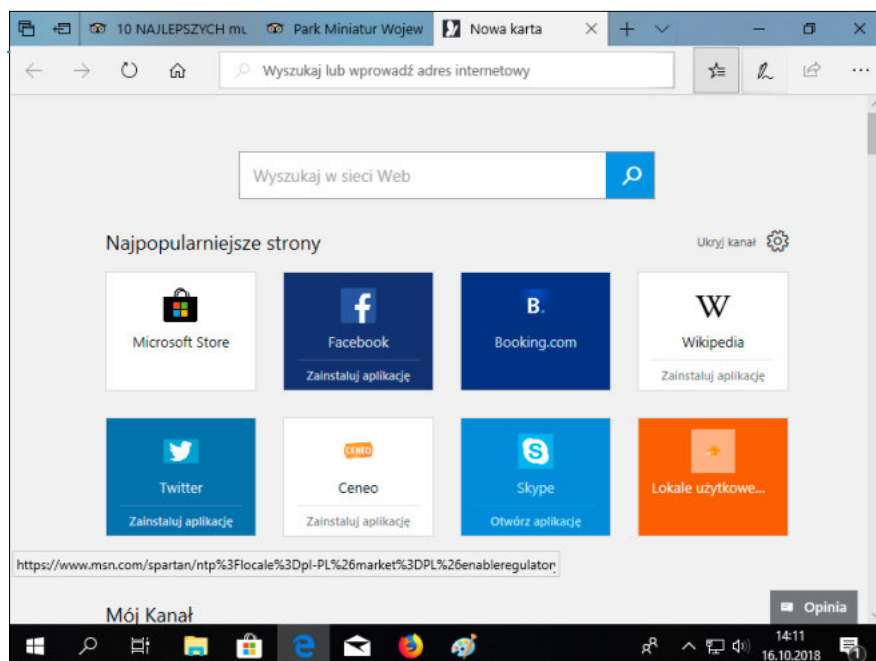 10 NAJLEPSZYCH mu
Park Miniatur Wojew
Nowa karta
Wyszukaj lub wprowadź adres internetowy
Wyszukaj w sieci Web
Najpopularniejsze strony
Ukryj kanał
Microsoft Store
Facebook
Zainstaluj aplikację
B.
Booking.com
W
Wikipedia
Zainstaluj aplikację
Twitter
Zainstaluj aplikację
CENEO
Ceneo
Zainstaluj aplikację
Skype
Otwórz aplikację
Lokale użytkowe...
https://www.msn.com/spartan/ntp%3Flocale%3Dpl-PL%26market%3DPL%26enableregulatory
Mój Kanał
Opinia
14:11
16.10.2018
1